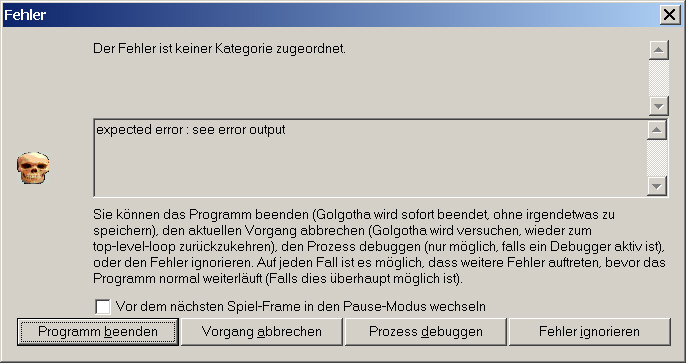 Fehler
Der Fehler ist keiner Kategorie zugeordnet.
expected error : see error output
Sie können das Programm beenden (Golgotha wird sofort beendet, ohne irgendetwas zu
speichern), den aktuellen Vorgang abbrechen (Golgotha wird versuchen, wieder zum
top-level-loop zurückzukehren), den Prozess debuggen (nur möglich, falls ein Debugger aktiv ist),
oder den Fehler ignorieren. Auf jeden Fall ist es möglich, dass weitere Fehler auftreten, bevor das
Programm normal weiterläuft (Falls dies überhaupt möglich ist).
Vor dem nächsten Spiel-Frame in den Pause-Modus wechseln
Programm beenden Vorgang abbrechen Prozess debuggen Fehler ignorieren